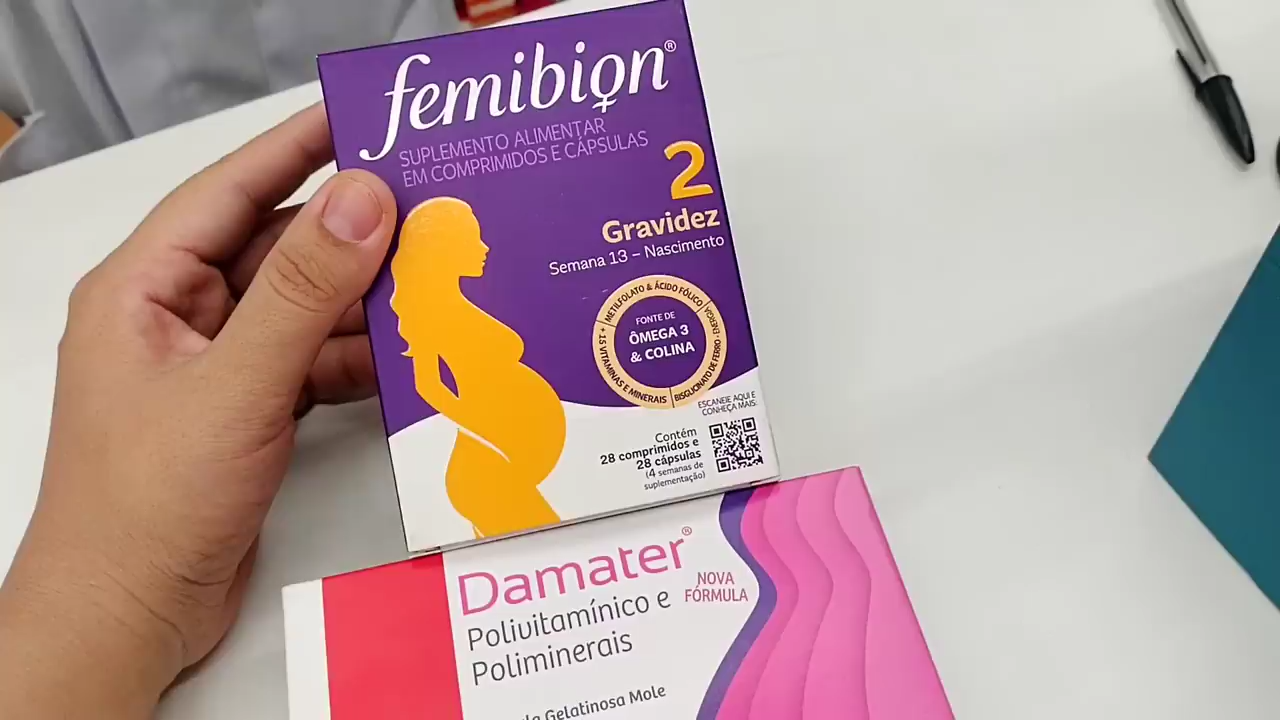 femibion®
SUPLEMENTO ALIMENTAR
EM COMPRIMIDOS E CÁPSULAS
2
Gravidez
Semana 13 – Nascimento
METILFOLATO & ÁCIDO FÓLICO
+ 15 VITAMINAS E MINERAIS
BISGLICINATO DE FERRO - ENERGIA
FONTE DE
ÔMEGA 3
& COLINA
ESCANEIE AQUI E
CONHEÇA MAIS.
Contém
28 comprimidos e
28 cápsulas
(4 semanas de
suplementação)
Damater®
NOVA
FÓRMULA
Polivitamínico e
Poliminerais
Gelatinosa Mole